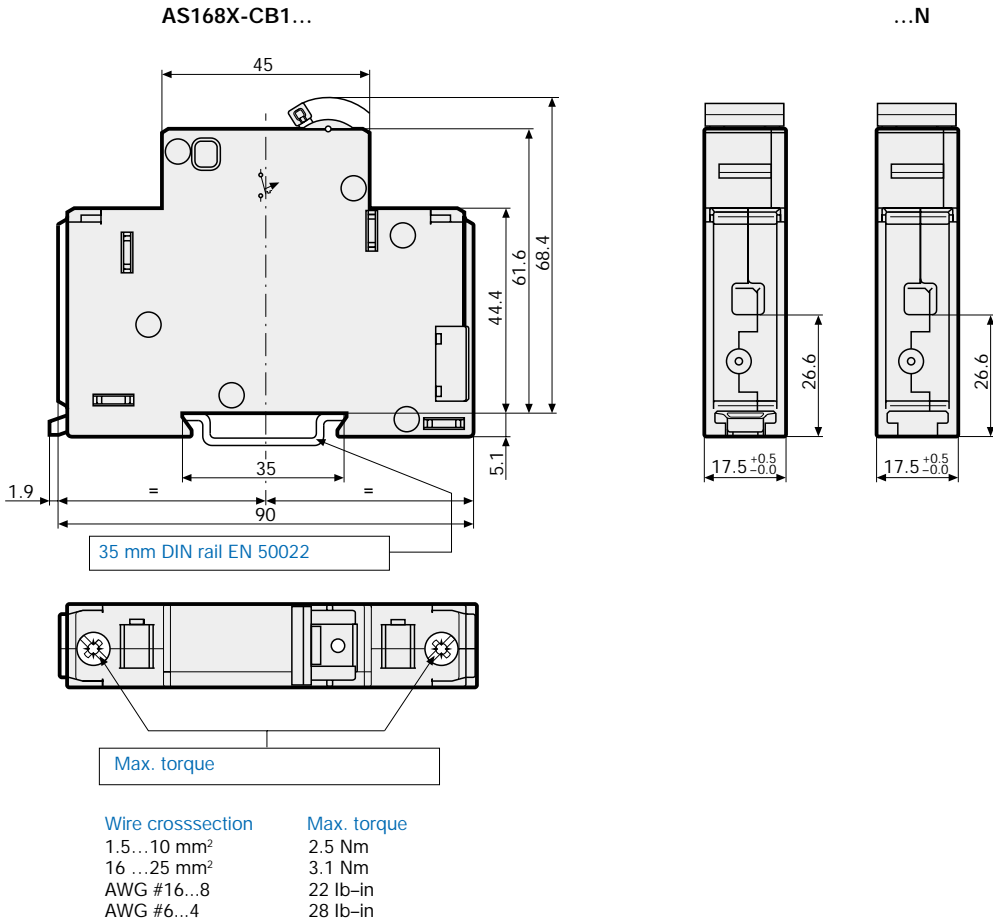 AS168X-CB1... ...N
45
44.4
61.6
68.4
26.6
26.6
5.1
35
17.5 +0.5 -0.0
17.5 +0.5 -0.0
1.9
= =
90
35 mm DIN rail EN 50022
Max. torque
Wire crosssection Max. torque
1.5...10 mm² 2.5 Nm
16 ...25 mm² 3.1 Nm
AWG #16...8 22 lb–in
AWG #6...4 28 lb–in